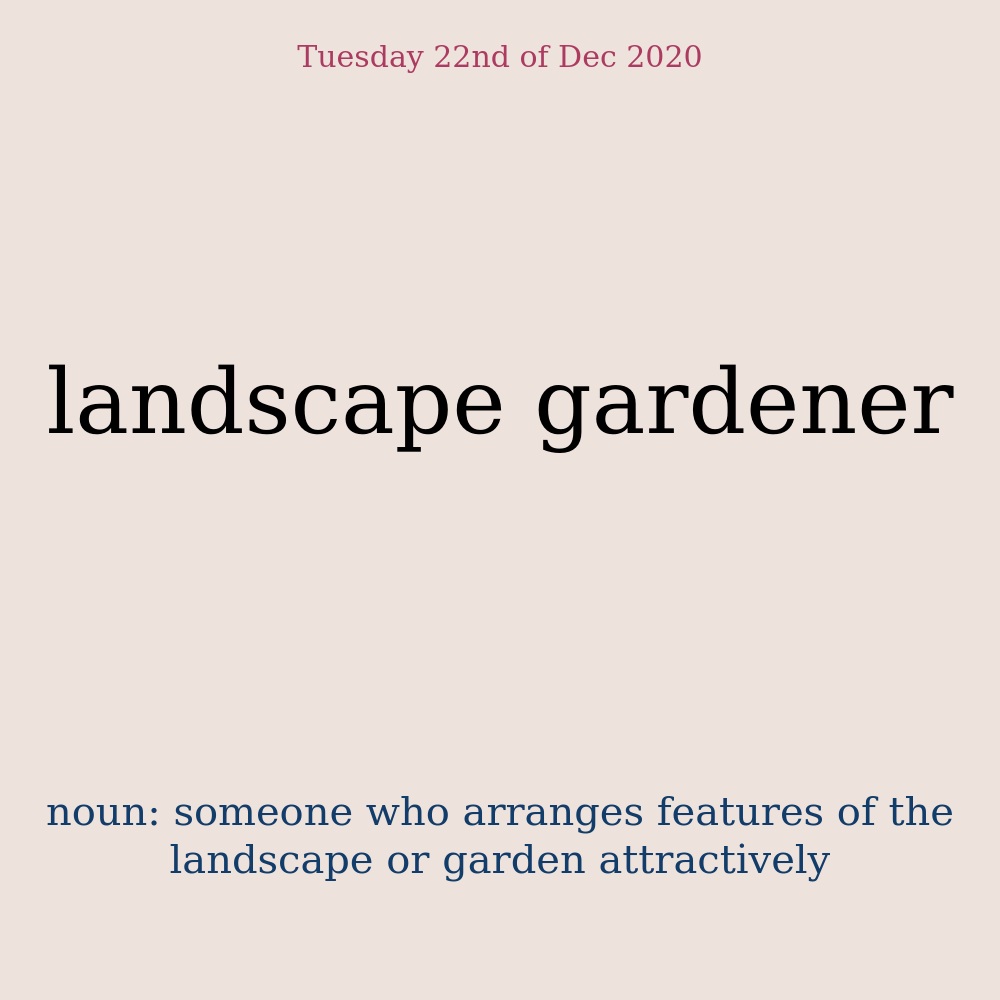 Tuesday 22nd of Dec 2020
landscape gardener
noun: someone who arranges features of the
landscape or garden attractively